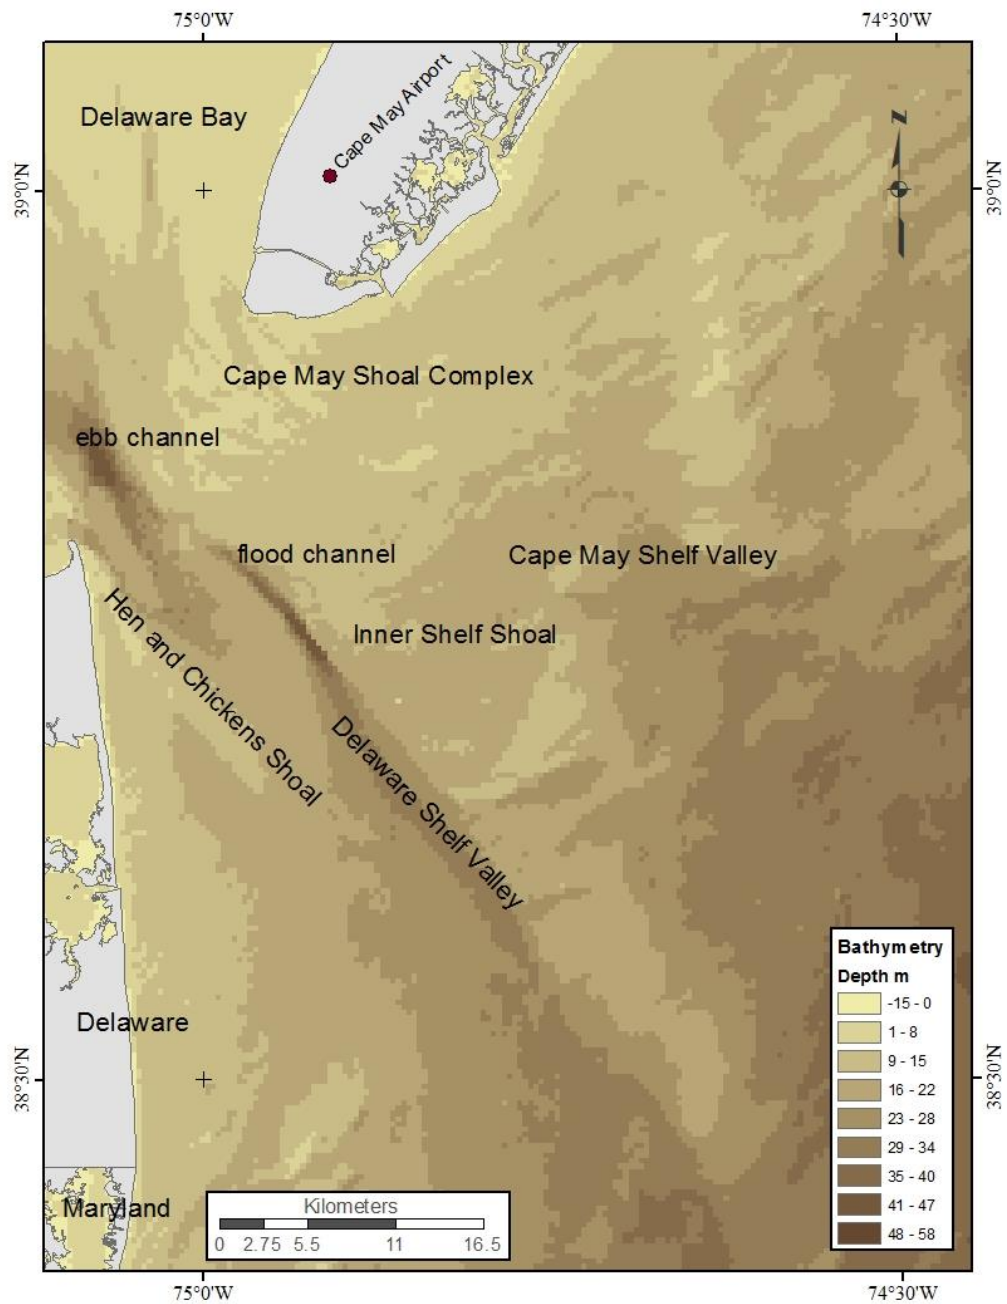 75°0'W
74°30'W
Delaware Bay
Cape May Airport
N
39°0'N
39°0'N
Cape May Shoal Complex
ebb channel
flood channel
Cape May Shelf Valley
Hen and Chickens Shoal
Inner Shelf Shoal
Delaware Shelf Valley
Delaware
38°30'N
38°30'N
Maryland
Kilometers
0 2.75 5.5 11 16.5
Bathymetry
Depth m
-15 - 0
1 - 8
9 - 15
16 - 22
23 - 28
29 - 34
35 - 40
41 - 47
48 - 58
75°0'W
74°30'W